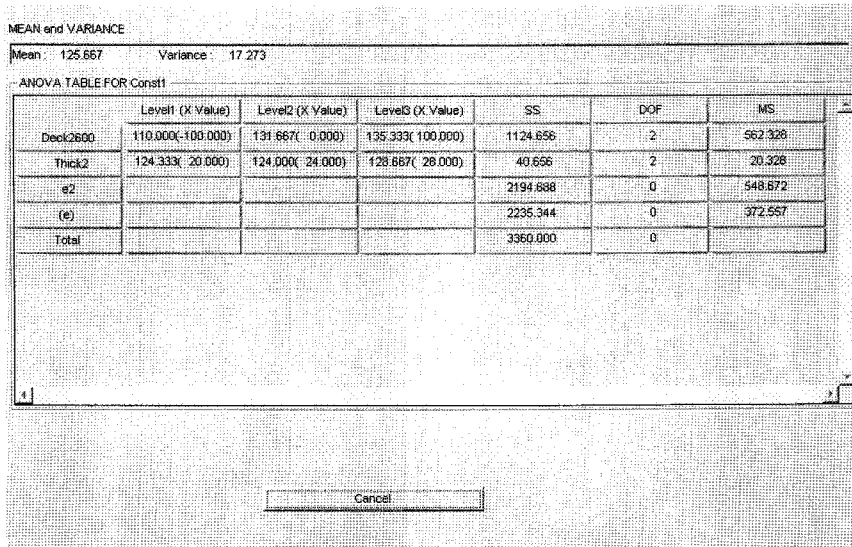 MEAN and VARIANCE
Mean : 125.667 Variance : 17.273
ANOVA TABLE FOR Const1
Level1 (X Value) Level2 (X Value) Level3 (X Value) SS DOF MS
Deck2600 110.000(-100.000) 131.667( 0.000) 135.333( 100.000) 1124.656 2 562.328
Thick2 124.333( 20.000) 124.000( 24.000) 128.667( 28.000) 40.656 2 20.328
e2 2194.688 0 548.672
(e) 2235.344 0 372.557
Total 3360.000 0
Cancel